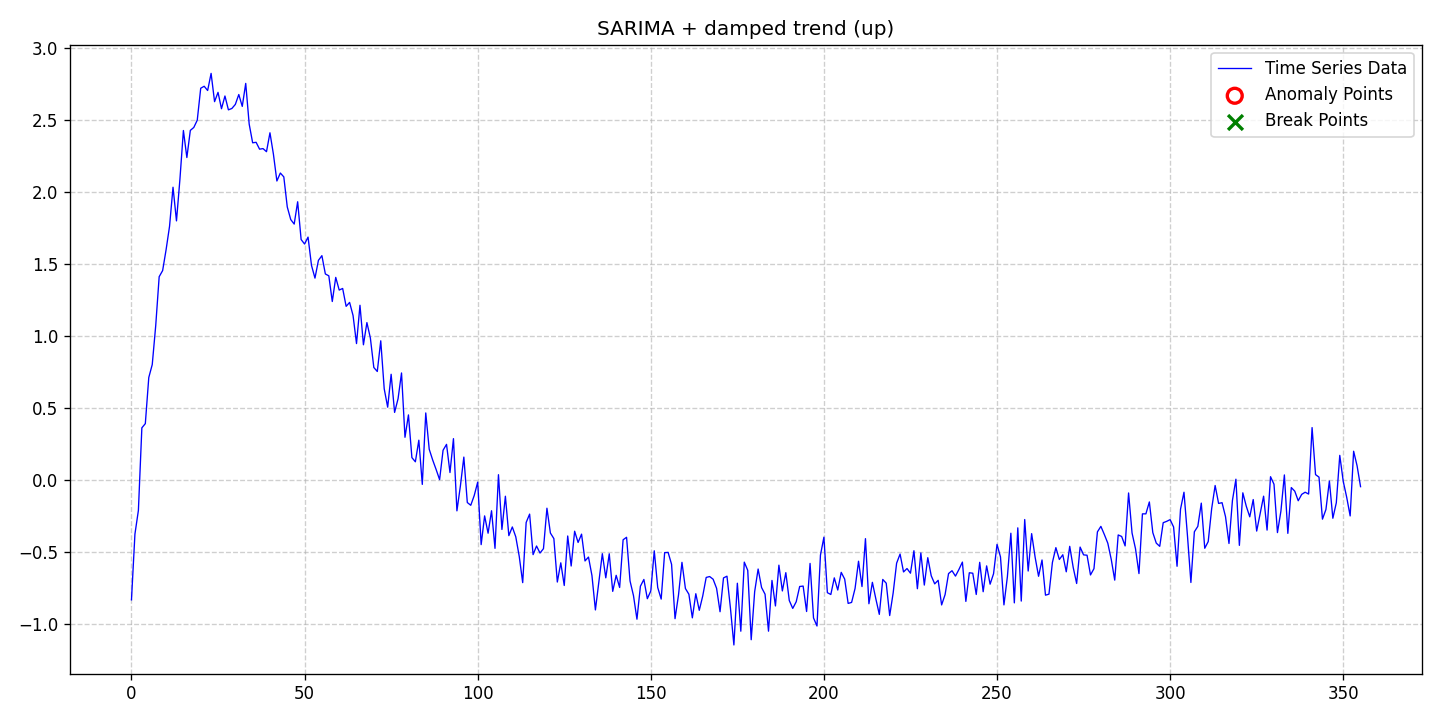 SARIMA + damped trend (up)
Time Series Data
Anomaly Points
Break Points
3.0
2.5
2.0
1.5
1.0
0.5
0.0
−0.5
−1.0
0 50 100 150 200 250 300 350